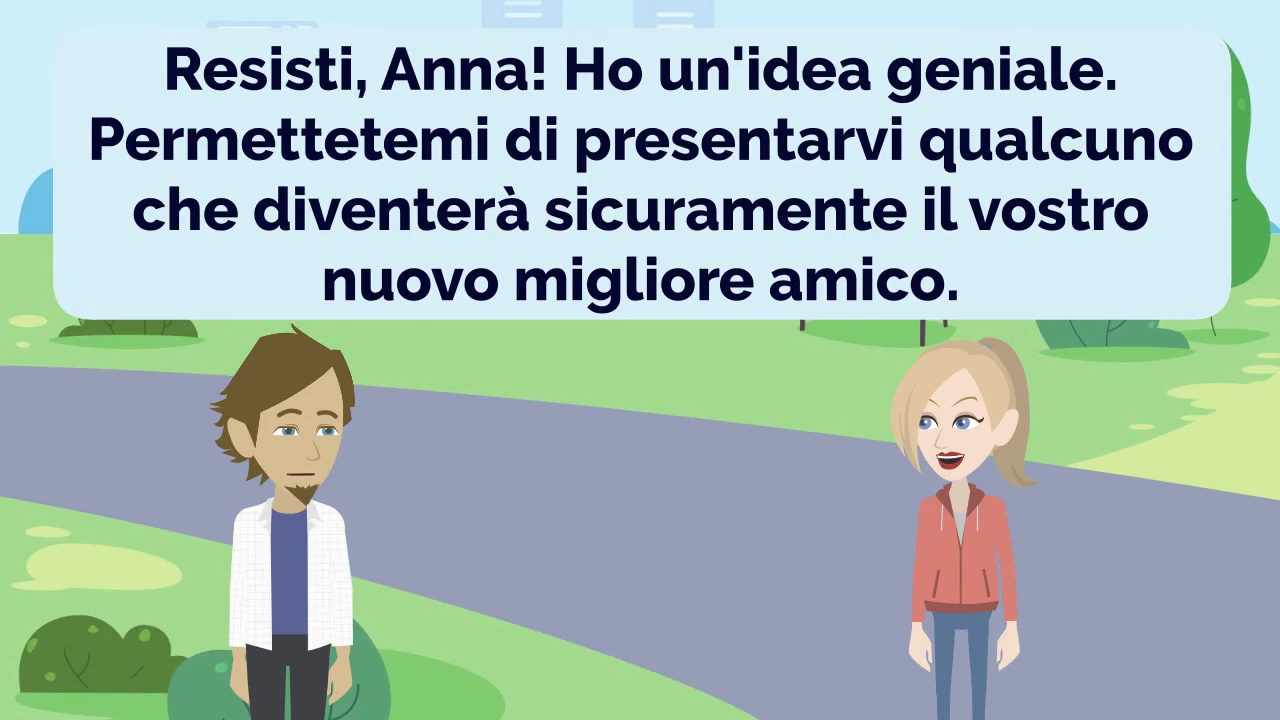 Resisti, Anna! Ho un'idea geniale.
Permettetemi di presentarvi qualcuno
che diventerà sicuramente il vostro
nuovo migliore amico.